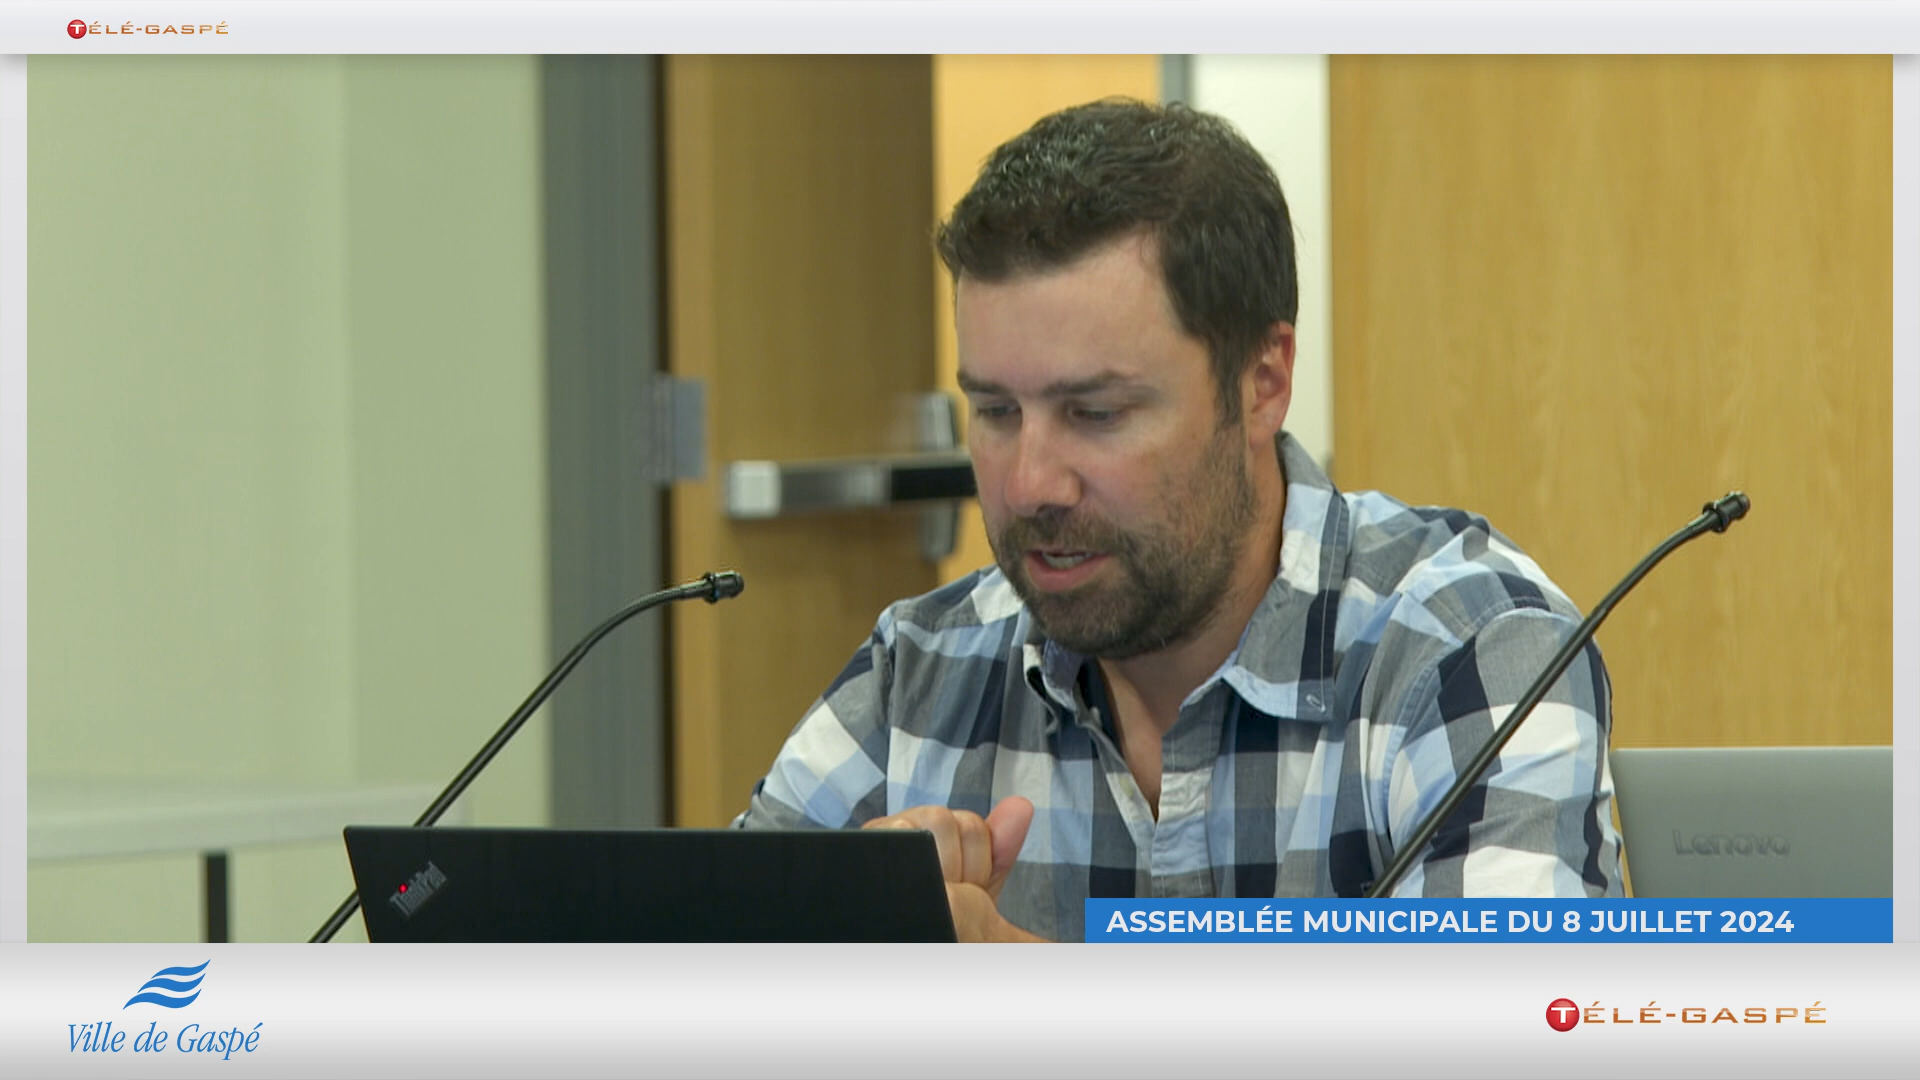 TÉLÉ-GASPÉ
Lenovo
ThinkPad
ASSEMBLÉE MUNICIPALE DU 8 JUILLET 2024
Ville de Gaspé
TÉLÉ-GASPÉ